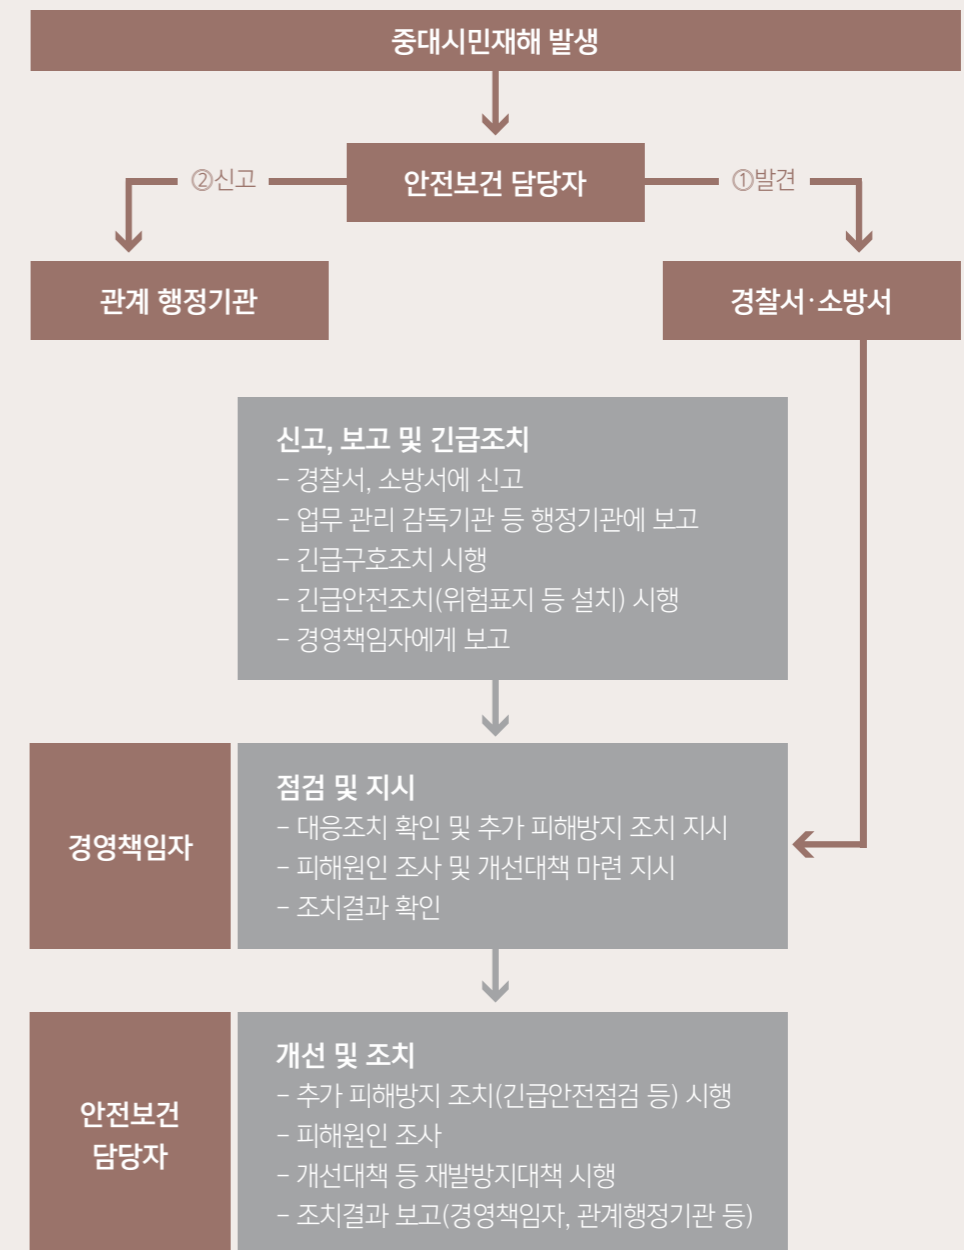 중대시민재해 발생
안전보건 담당자
②신고
①발견
관계 행정기관
경찰서·소방서
신고, 보고 및 긴급조치
– 경찰서, 소방서에 신고
– 업무 관리 감독기관 등 행정기관에 보고
– 긴급구호조치 시행
– 긴급안전조치(위험표지 등 설치) 시행
– 경영책임자에게 보고
경영책임자
점검 및 지시
– 대응조치 확인 및 추가 피해방지 조치 지시
– 피해원인 조사 및 개선대책 마련 지시
– 조치결과 확인
안전보건
담당자
개선 및 조치
– 추가 피해방지 조치(긴급안전점검 등) 시행
– 피해원인 조사
– 개선대책 등 재발방지대책 시행
– 조치결과 보고(경영책임자, 관계행정기관 등)